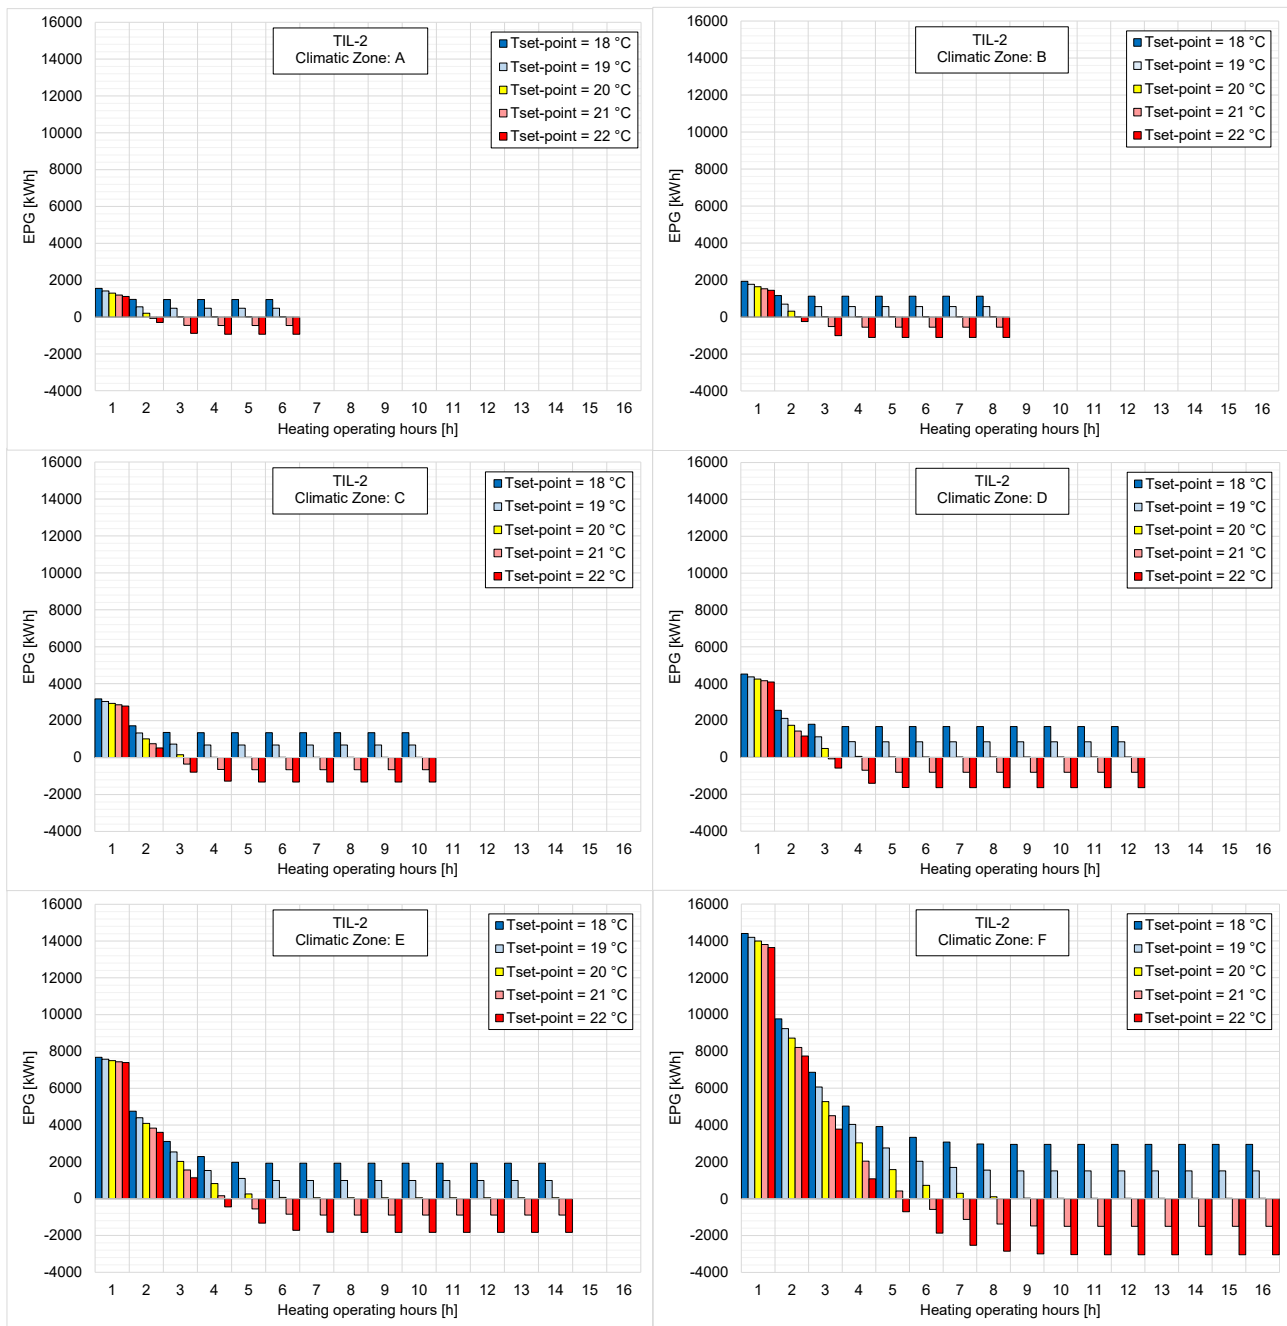 TIL-2
Climatic Zone: A
Tset-point = 18 °C
Tset-point = 19 °C
Tset-point = 20 °C
Tset-point = 21 °C
Tset-point = 22 °C
EPG [kWh]
16000
14000
12000
10000
8000
6000
4000
2000
0
-2000
-4000
1 2 3 4 5 6 7 8 9 10 11 12 13 14 15 16
Heating operating hours [h]
TIL-2
Climatic Zone: B
Tset-point = 18 °C
Tset-point = 19 °C
Tset-point = 20 °C
Tset-point = 21 °C
Tset-point = 22 °C
EPG [kWh]
16000
14000
12000
10000
8000
6000
4000
2000
0
-2000
-4000
1 2 3 4 5 6 7 8 9 10 11 12 13 14 15 16
Heating operating hours [h]
TIL-2
Climatic Zone: C
Tset-point = 18 °C
Tset-point = 19 °C
Tset-point = 20 °C
Tset-point = 21 °C
Tset-point = 22 °C
EPG [kWh]
16000
14000
12000
10000
8000
6000
4000
2000
0
-2000
-4000
1 2 3 4 5 6 7 8 9 10 11 12 13 14 15 16
Heating operating hours [h]
TIL-2
Climatic Zone: D
Tset-point = 18 °C
Tset-point = 19 °C
Tset-point = 20 °C
Tset-point = 21 °C
Tset-point = 22 °C
EPG [kWh]
16000
14000
12000
10000
8000
6000
4000
2000
0
-2000
-4000
1 2 3 4 5 6 7 8 9 10 11 12 13 14 15 16
Heating operating hours [h]
TIL-2
Climatic Zone: E
Tset-point = 18 °C
Tset-point = 19 °C
Tset-point = 20 °C
Tset-point = 21 °C
Tset-point = 22 °C
EPG [kWh]
16000
14000
12000
10000
8000
6000
4000
2000
0
-2000
-4000
1 2 3 4 5 6 7 8 9 10 11 12 13 14 15 16
Heating operating hours [h]
TIL-2
Climatic Zone: F
Tset-point = 18 °C
Tset-point = 19 °C
Tset-point = 20 °C
Tset-point = 21 °C
Tset-point = 22 °C
EPG [kWh]
16000
14000
12000
10000
8000
6000
4000
2000
0
-2000
-4000
1 2 3 4 5 6 7 8 9 10 11 12 13 14 15 16
Heating operating hours [h]